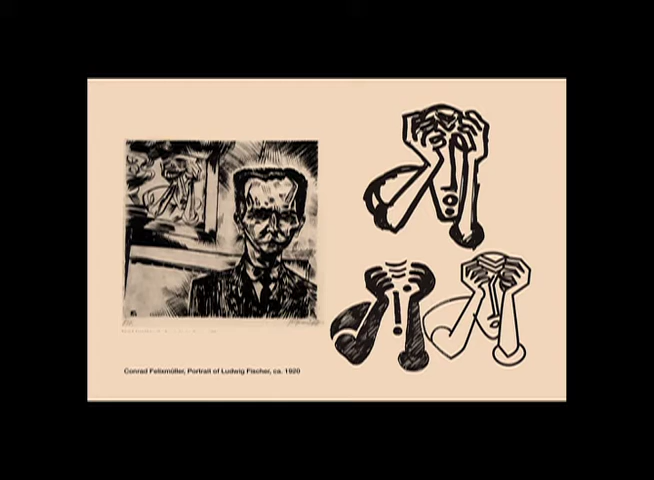 Conrad Felixmüller, Portrait of Ludwig Fischer, ca. 1920